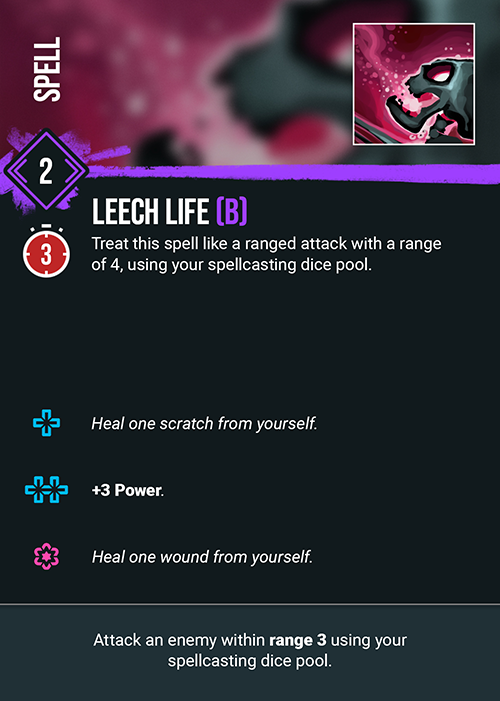 SPELL
2
LEECH LIFE (B)
3
Treat this spell like a ranged attack with a range
of 4, using your spellcasting dice pool.
Heal one scratch from yourself.
+3 Power.
Heal one wound from yourself.
Attack an enemy within range 3 using your
spellcasting dice pool.